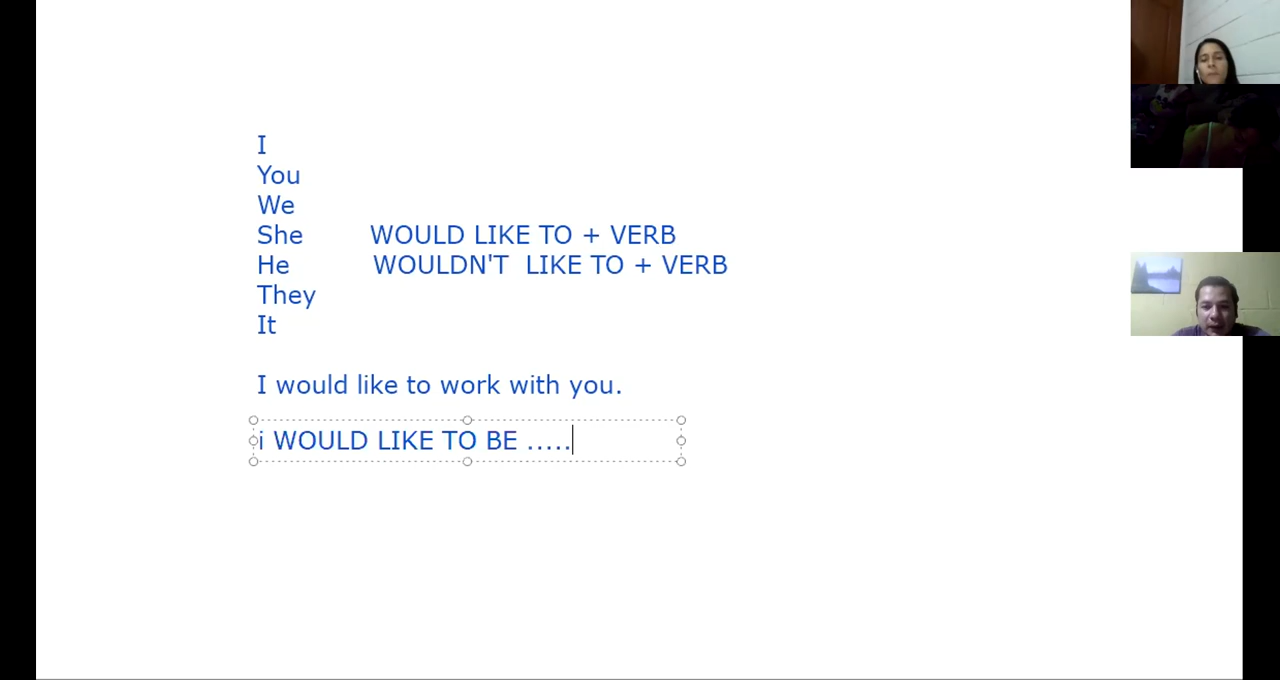 I
You
We
She WOULD LIKE TO + VERB
He WOULDN'T LIKE TO + VERB
They
It
I would like to work with you.
i WOULD LIKE TO BE .....